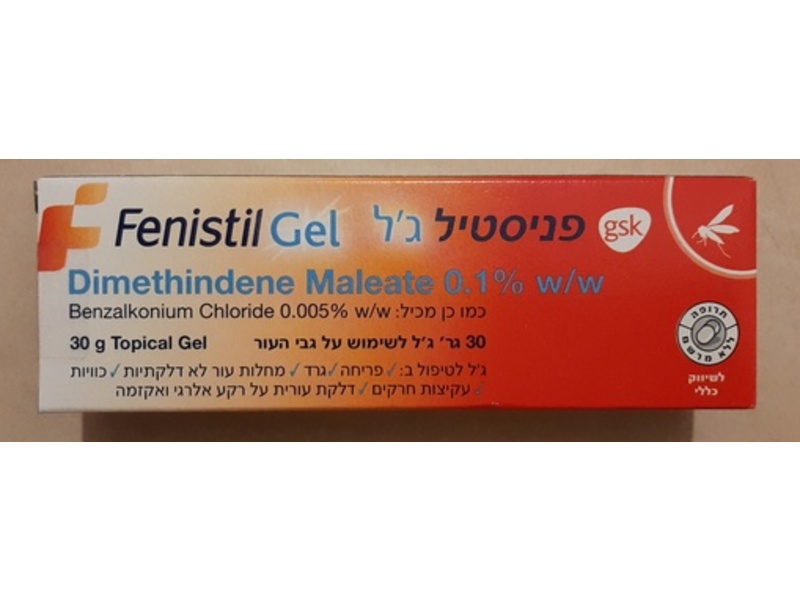 Fenistil Gel פניסטיל ג'ל gsk
Dimethindene Maleate 0.1% w/w
Benzalkonium Chloride 0.005% w/w כמו כן מכיל:
30 g Topical Gel 30 גר' ג'ל לשימוש על גבי העור
ג'ל לטיפול ב: ✓פריחה ✓גרד ✓מחלות עור לא דלקתיות ✓כוויות
✓עקיצות חרקים ✓דלקת עורית על רקע אלרגי ואקזמה
תרופה
ללא מרשם
לשיווק
כללי